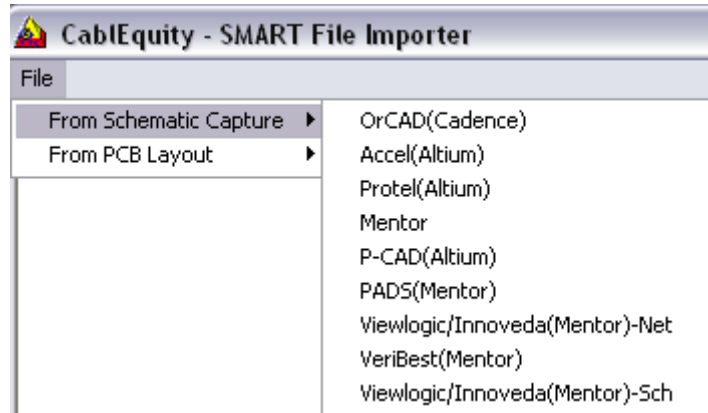 CablEquity - SMART File Importer
File
From Schematic Capture
From PCB Layout
OrCAD(Cadence)
Accel(Altium)
Protel(Altium)
Mentor
P-CAD(Altium)
PADS(Mentor)
Viewlogic/Innoveda(Mentor)-Net
VeriBest(Mentor)
Viewlogic/Innoveda(Mentor)-Sch